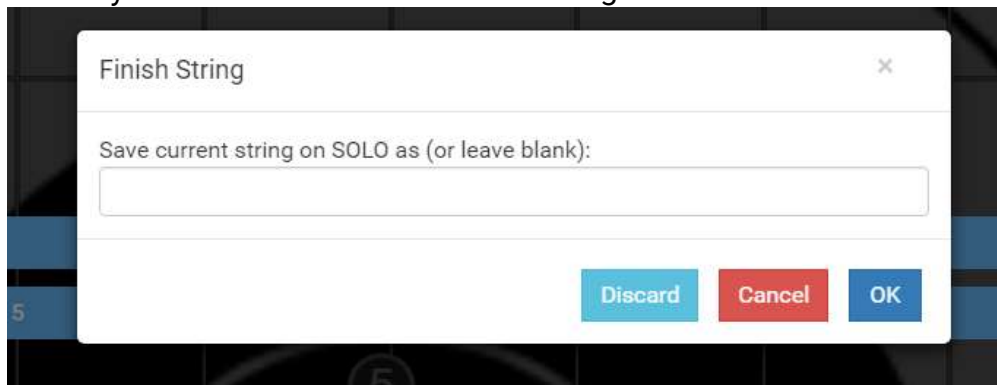 Finish String
×
Save current string on SOLO as (or leave blank):
Discard Cancel OK
5
5